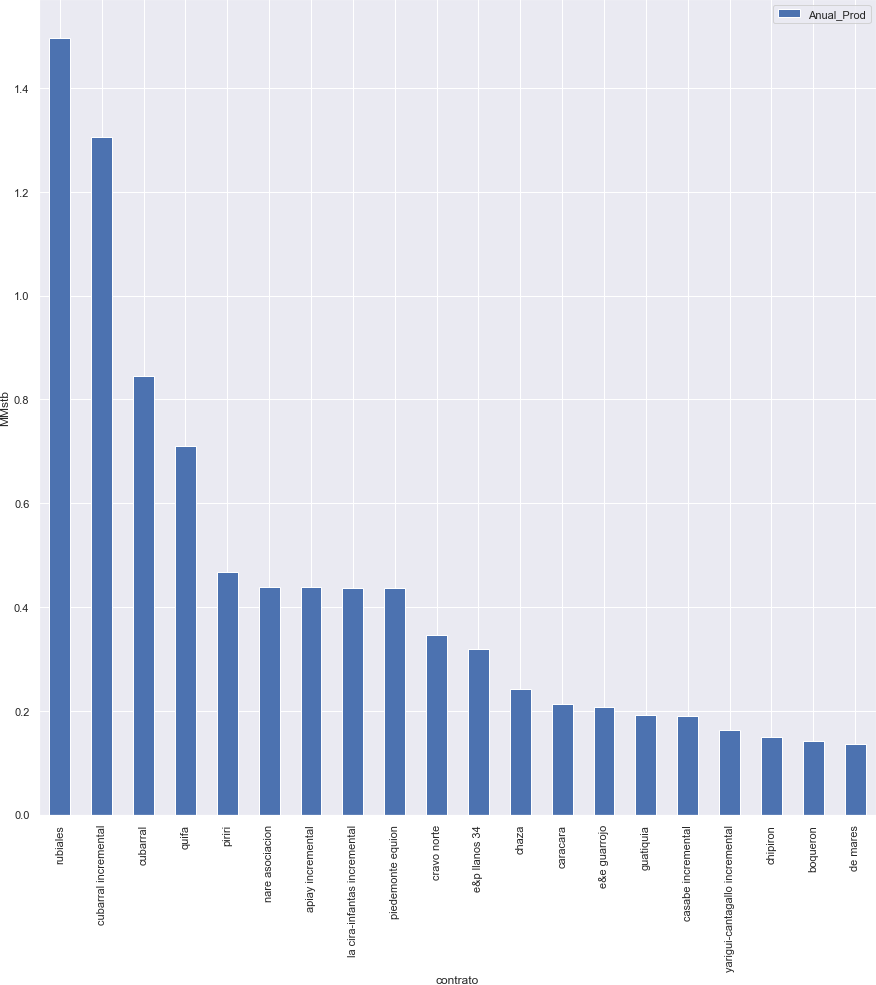 Anual_Prod
1.4
1.2
1.0
0.8
0.6
0.4
0.2
0.0
MMstb
rubiales
cubarral incremental
cubarral
quifa
piriri
nare asociacion
apiay incremental
la cira-infantas incremental
piedemonte equion
cravo norte
e&p llanos 34
chaza
caracara
e&e guarrojo
guatiquia
casabe incremental
yarigui-cantagallo incremental
chipiron
boqueron
de mares
contrato